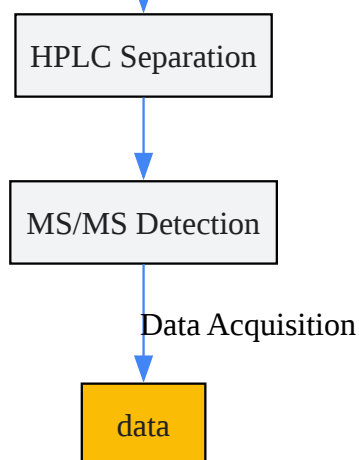 HPLC Separation
MS/MS Detection
Data Acquisition
data